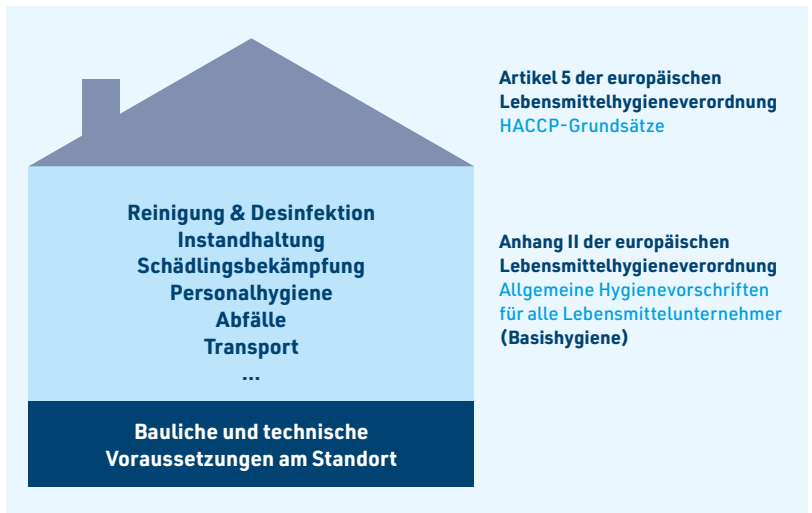 Artikel 5 der europäischen
Lebensmittelhygieneverordnung
HACCP-Grundsätze
Reinigung & Desinfektion
Instandhaltung
Schädlingsbekämpfung
Personalhygiene
Abfälle
Transport
...
Anhang II der europäischen
Lebensmittelhygieneverordnung
Allgemeine Hygienevorschriften
für alle Lebensmittelunternehmer
(Basishygiene)
Bauliche und technische
Voraussetzungen am Standort